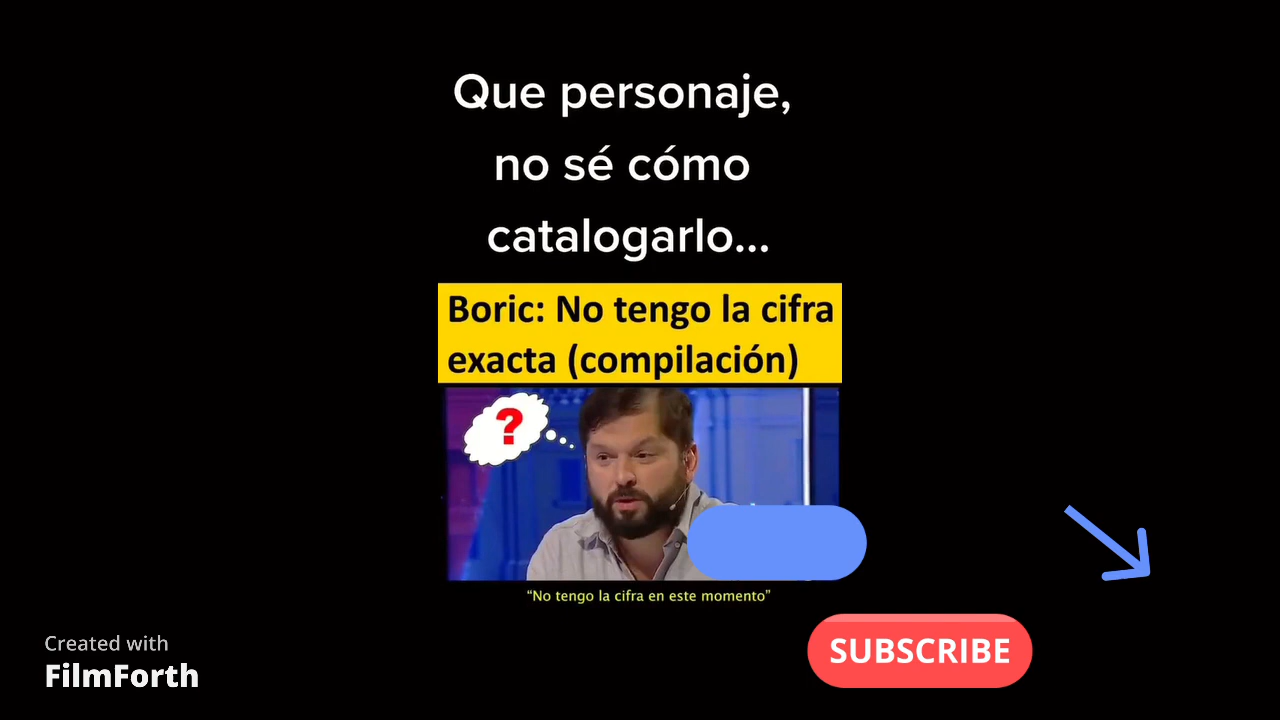 Que personaje,
no sé cómo
catalogarlo...
Boric: No tengo la cifra
exacta (compilación)
?
“No tengo la cifra en este momento”
SUBSCRIBE
Created with
FilmForth